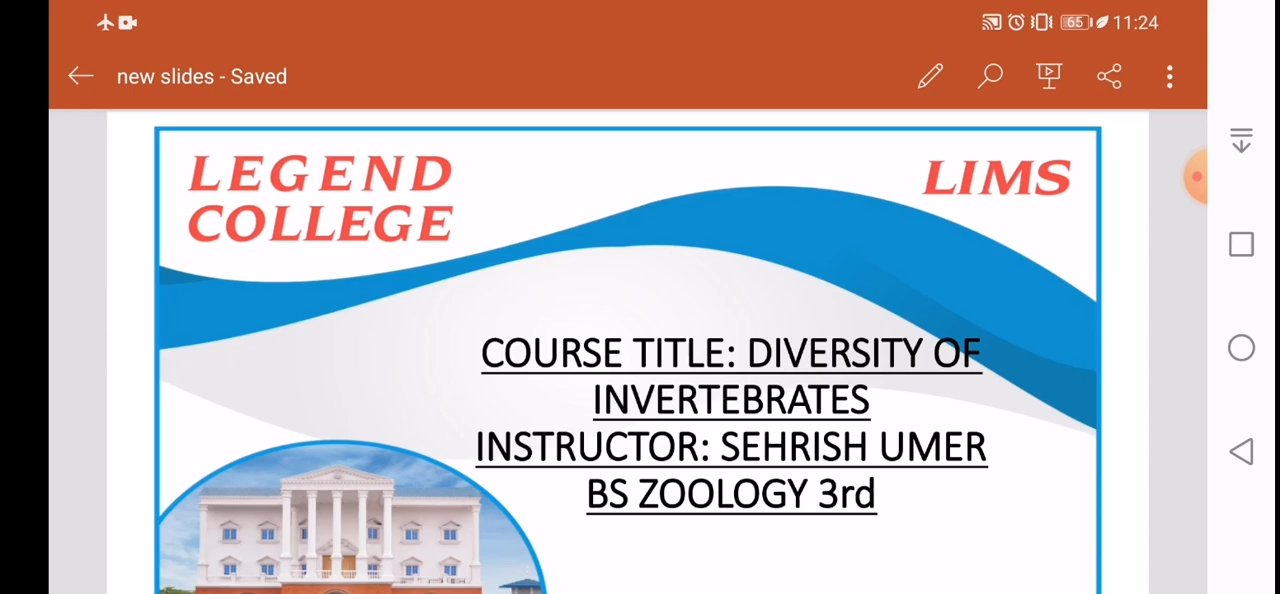 65 11:24
new slides - Saved
LEGEND
COLLEGE
LIMS
COURSE TITLE: DIVERSITY OF
INVERTEBRATES
INSTRUCTOR: SEHRISH UMER
BS ZOOLOGY 3rd